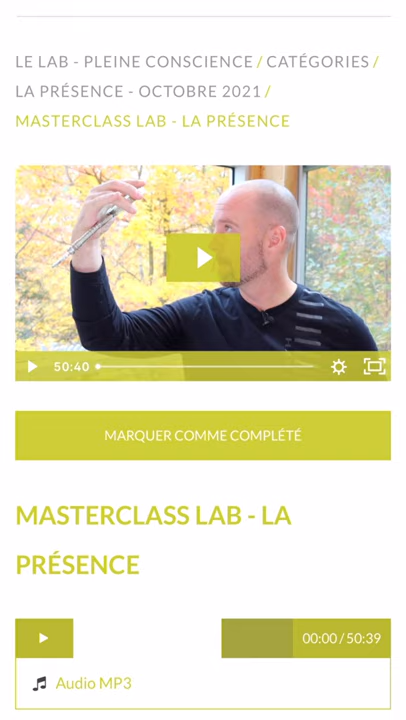 LE LAB - PLEINE CONSCIENCE / CATÉGORIES /
LA PRÉSENCE - OCTOBRE 2021 /
MASTERCLASS LAB - LA PRÉSENCE
50:40
MARQUER COMME COMPLÉTÉ
MASTERCLASS LAB - LA
PRÉSENCE
00:00 / 50:39
Audio MP3